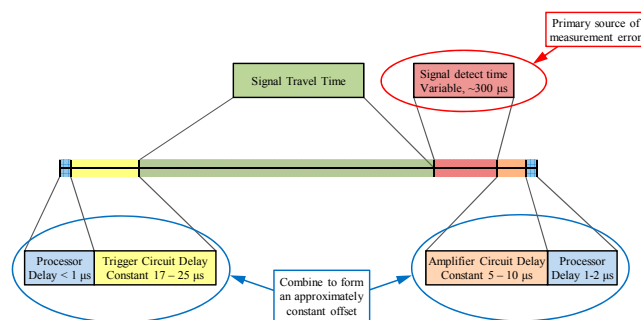 Primary source of
measurement error
Signal Travel Time
Signal detect time
Variable, ~300 μs
Processor
Delay < 1 μs
Trigger Circuit Delay
Constant 17 – 25 μs
Combine to form
an approximately
constant offset
Amplifier Circuit Delay
Constant 5 – 10 μs
Processor
Delay 1-2 μs